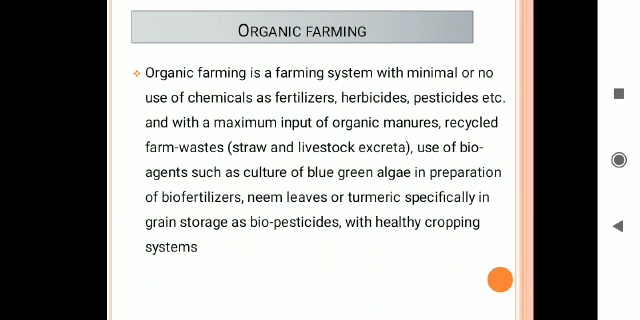 ORGANIC FARMING
Organic farming is a farming system with minimal or no
use of chemicals as fertilizers, herbicides, pesticides etc.
and with a maximum input of organic manures, recycled
farm-wastes (straw and livestock excreta), use of bio-
agents such as culture of blue green algae in preparation
of biofertilizers, neem leaves or turmeric specifically in
grain storage as bio-pesticides, with healthy cropping
systems